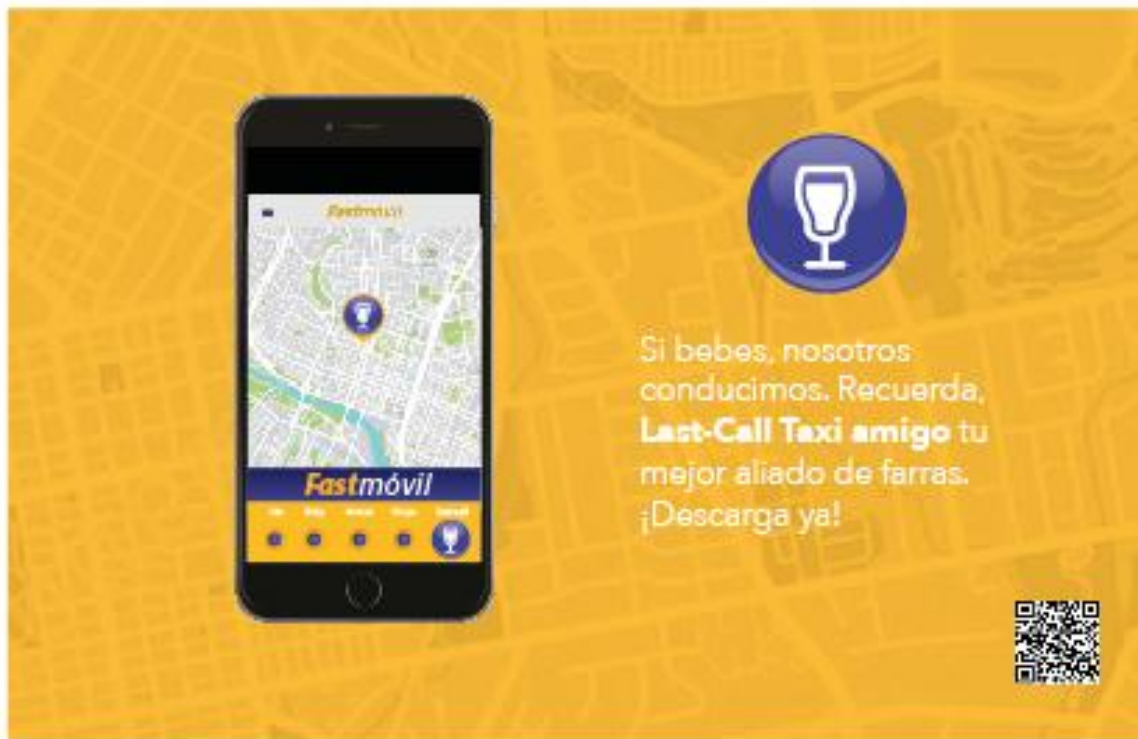 Fastmóvil
Fastmóvil
Si bebes, nosotros
conducimos. Recuerda,
Last-Call Taxi amigo tu
mejor aliado de farras.
¡Descarga ya!